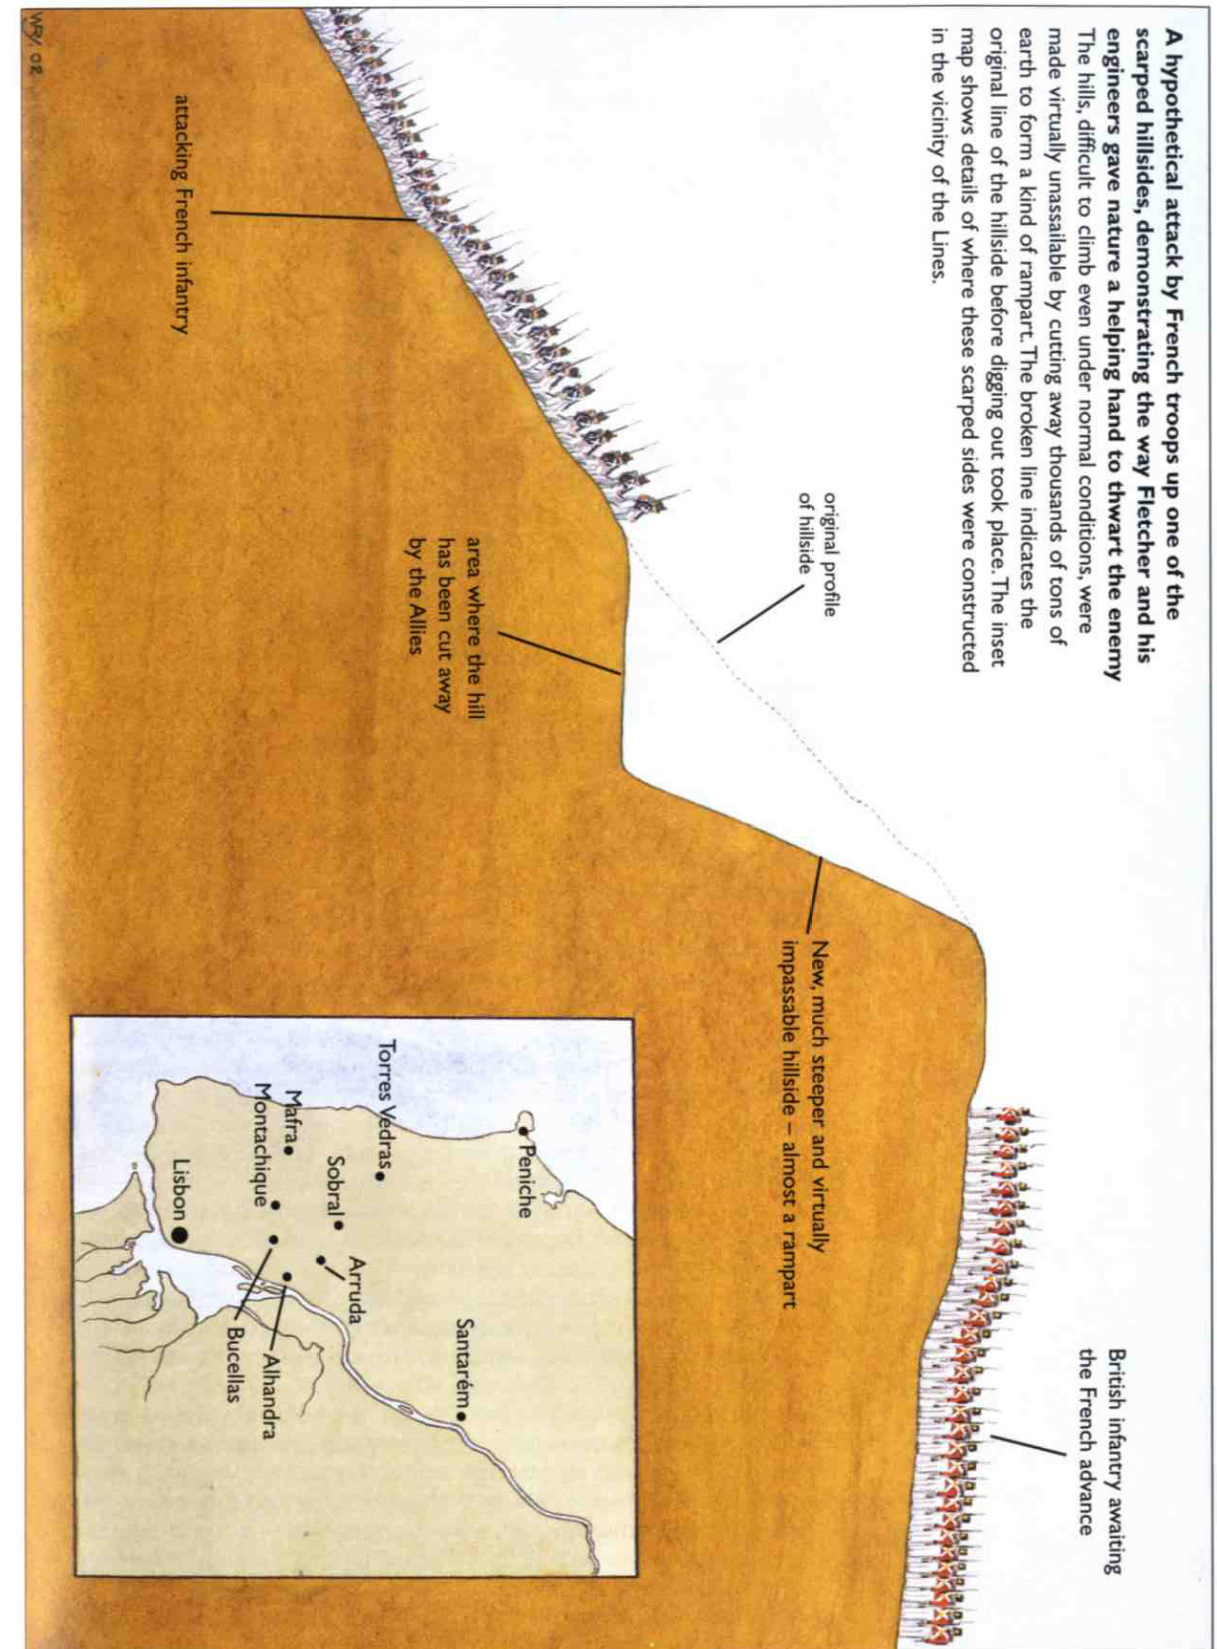 A hypothetical attack by French troops up one of the
scarped hillsides, demonstrating the way Fletcher and his
engineers gave nature a helping hand to thwart the enemy
The hills, difficult to climb even under normal conditions, were
made virtually unassailable by cutting away thousands of tons of
earth to form a kind of rampart. The broken line indicates the
original line of the hillside before digging out took place. The inset
map shows details of where these scarped sides were constructed
in the vicinity of the Lines.
original profile
of hillside
British infantry awaiting
the French advance
New, much steeper and virtually
impassable hillside – almost a rampart
area where the hill
has been cut away
by the Allies
attacking French infantry
Peniche
Santarém
Torres Vedras
Sobral
Arruda
Mafra
Montachique
Alhandra
Bucellas
Lisbon